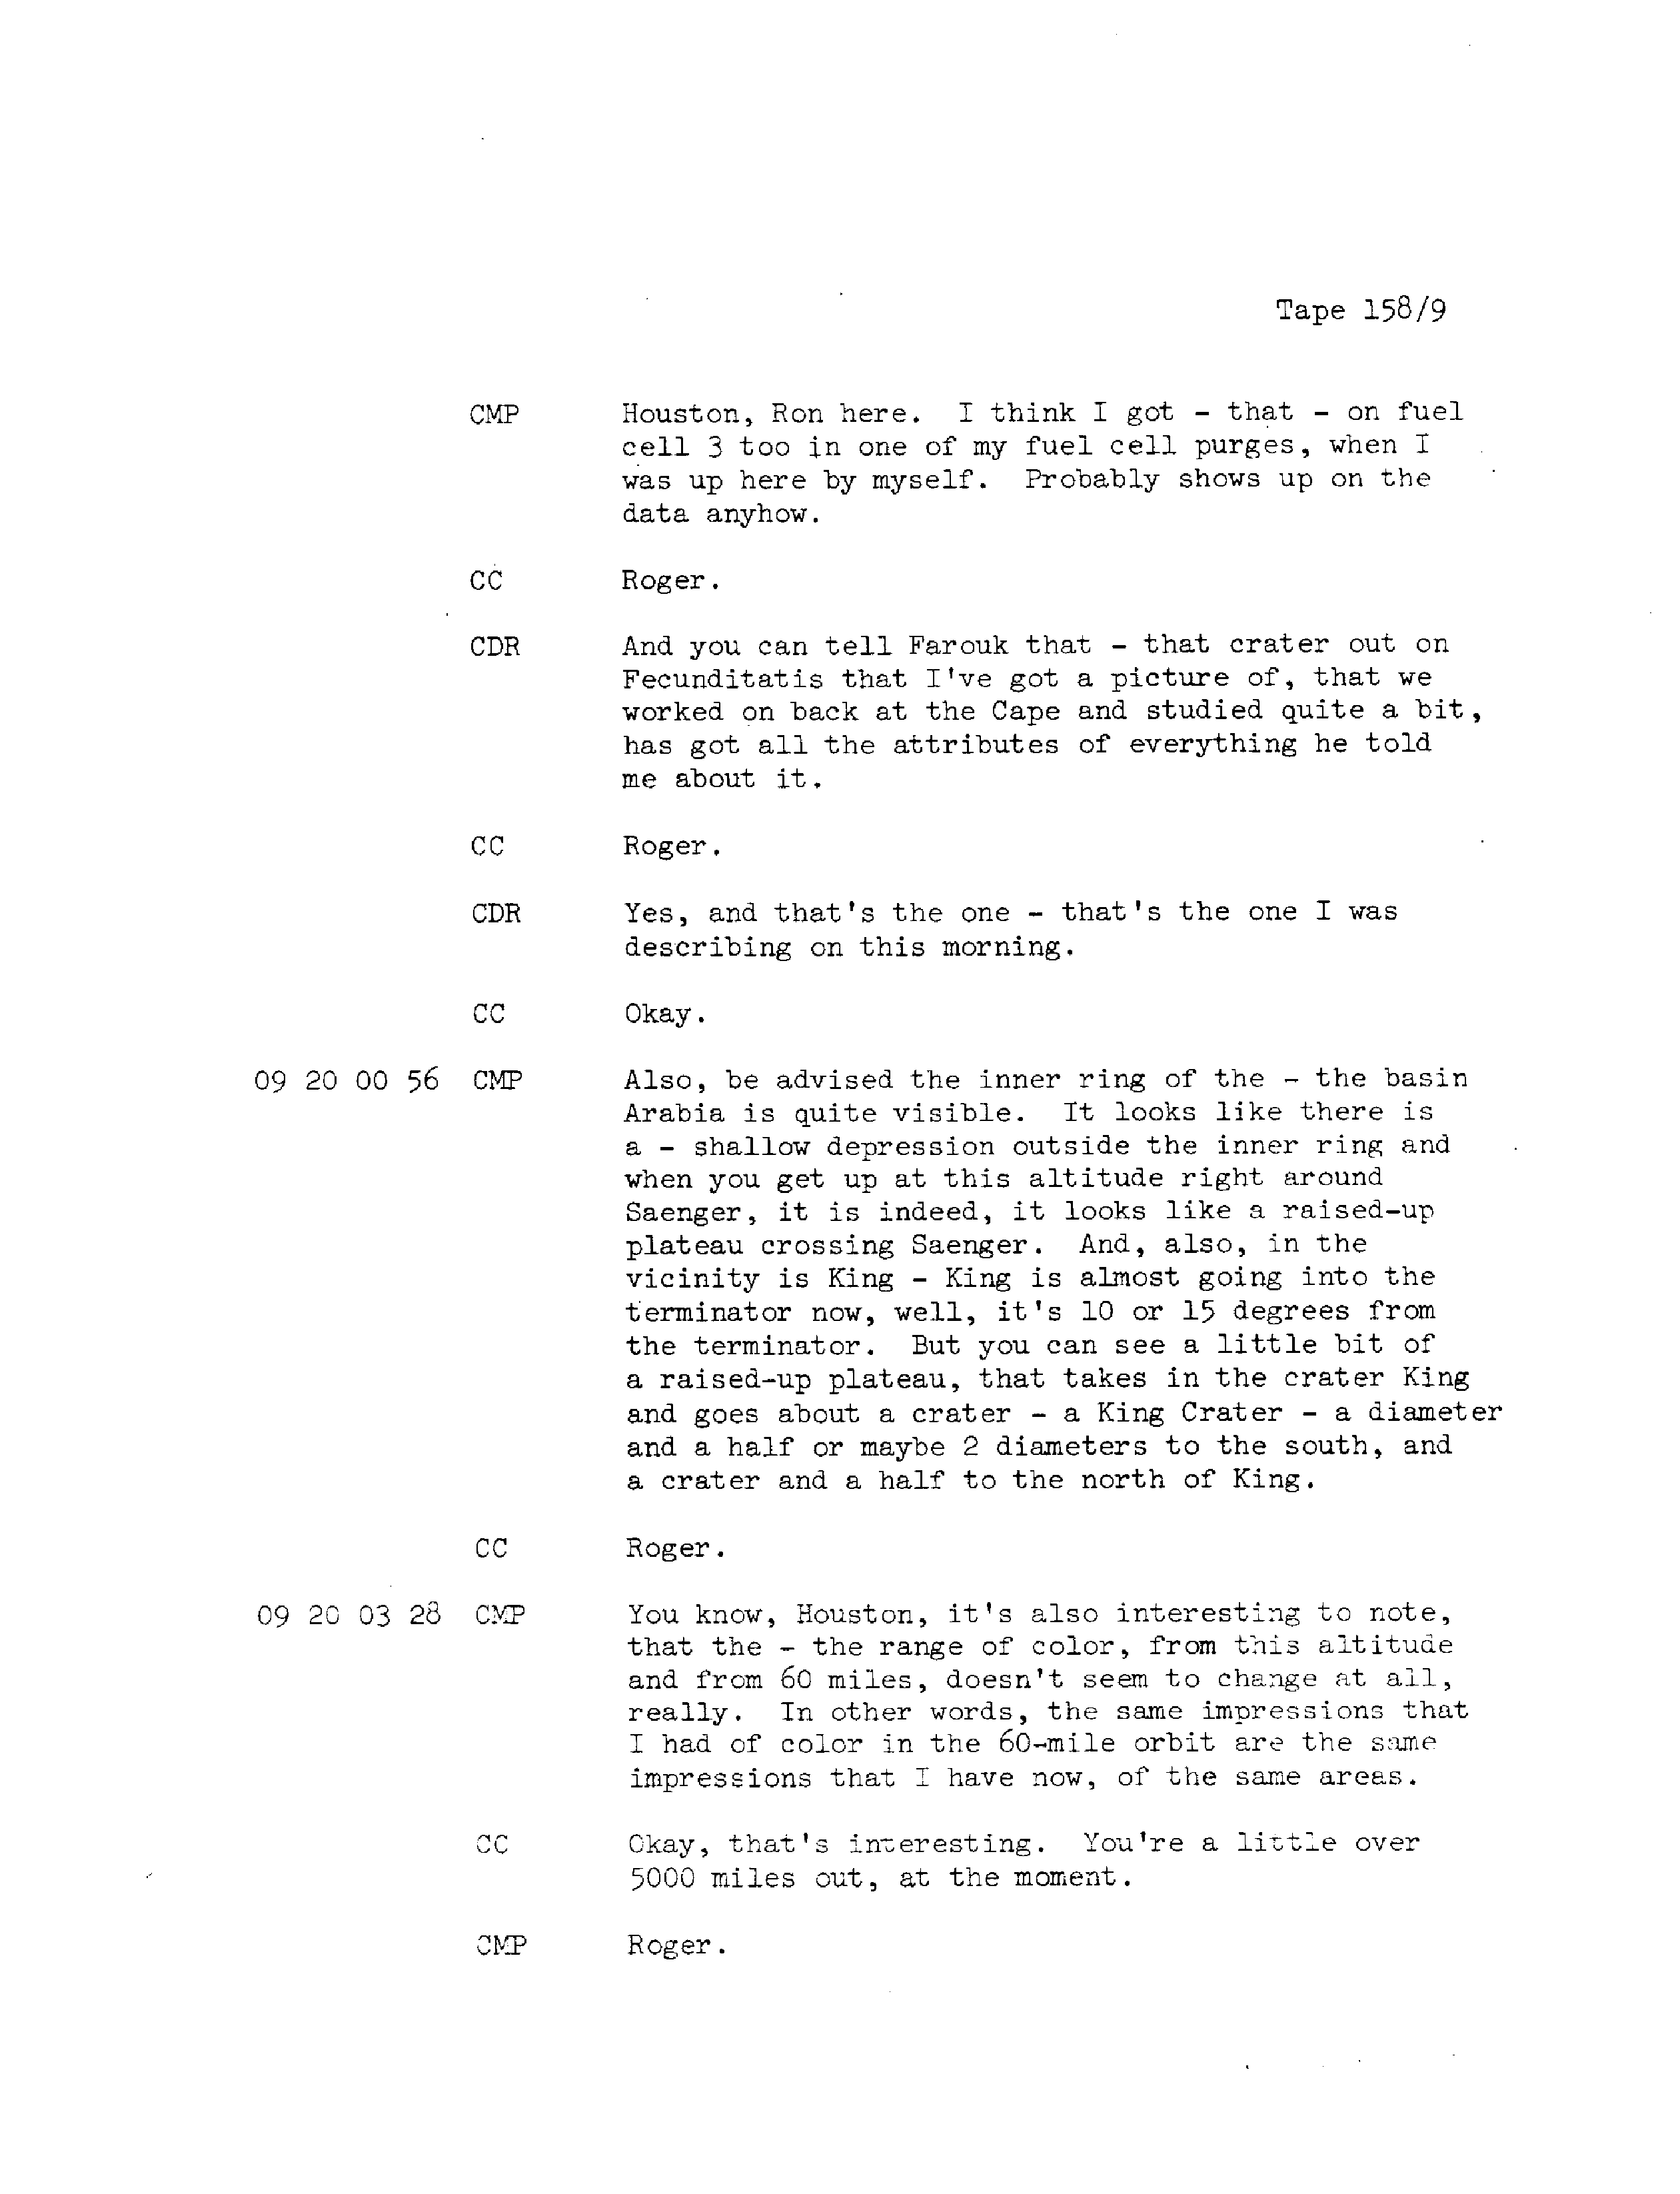 Tape 158/9
CMP Houston, Ron here. I think I got - that - on fuel
cell 3 too in one of my fuel cell purges, when I
was up here by myself. Probably shows up on the
data anyhow.
CC Roger.
CDR And you can tell Farouk that - that crater out on
Fecunditatis that I've got a picture of, that we
worked on back at the Cape and studied quite a bit,
has got all the attributes of everything he told
me about it.
CC Roger.
CDR Yes, and that's the one - that's the one I was
describing on this morning.
CC Okay.
09 20 00 56 CMP Also, be advised the inner ring of the - the basin
Arabia is quite visible. It looks like there is
a - shallow depression outside the inner ring and
when you get up at this altitude right around
Saenger, it is indeed, it looks like a raised-up
plateau crossing Saenger. And, also, in the
vicinity is King - King is almost going into the
terminator now, well, it's 10 or 15 degrees from
the terminator. But you can see a little bit of
a raised-up plateau, that takes in the crater King
and goes about a crater - a King Crater - a diameter
and a half or maybe 2 diameters to the south, and
a crater and a half to the north of King.
CC Roger.
09 20 03 28 CMP You know, Houston, it's also interesting to note,
that the - the range of color, from this altitude
and from 60 miles, doesn't seem to change at all,
really. In other words, the same impressions that
I had of color in the 60-mile orbit are the same
impressions that I have now, of the same areas.
CC Okay, that's interesting. You're a little over
5000 miles out, at the moment.
CMP Roger.